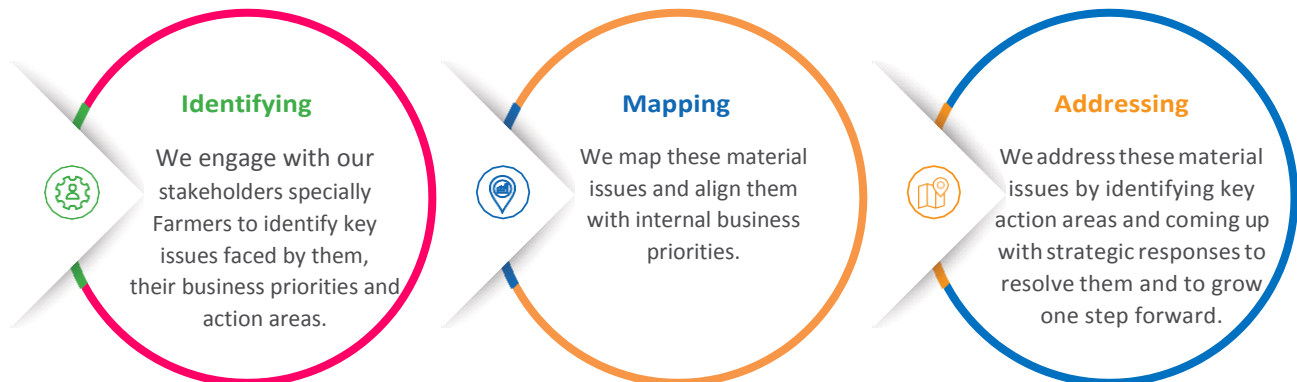 Identifying
We engage with our
stakeholders specially
Farmers to identify key
issues faced by them,
their business priorities and
action areas.
Mapping
We map these material
issues and align them
with internal business
priorities.
Addressing
We address these material
issues by identifying key
action areas and coming up
with strategic responses to
resolve them and to grow
one step forward.